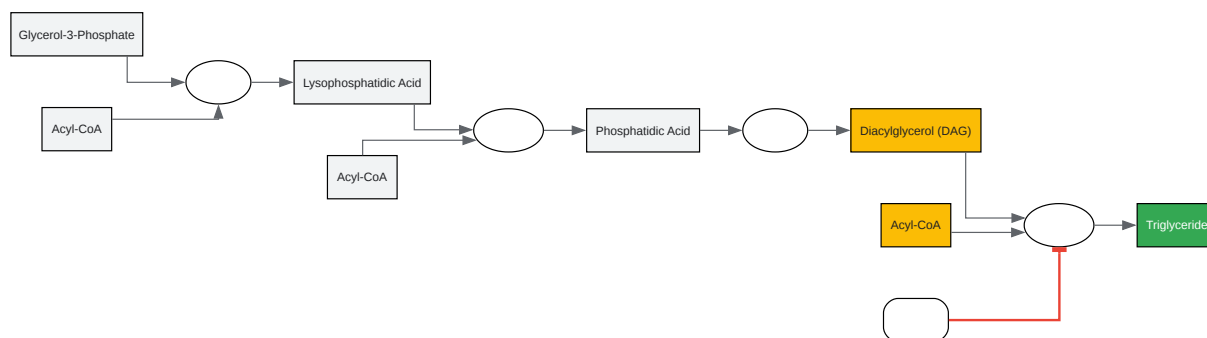 Glycerol-3-Phosphate
Acyl-CoA
Lysophosphatidic Acid
Acyl-CoA
Phosphatidic Acid
Diacylglycerol (DAG)
Acyl-CoA
Triglyceride